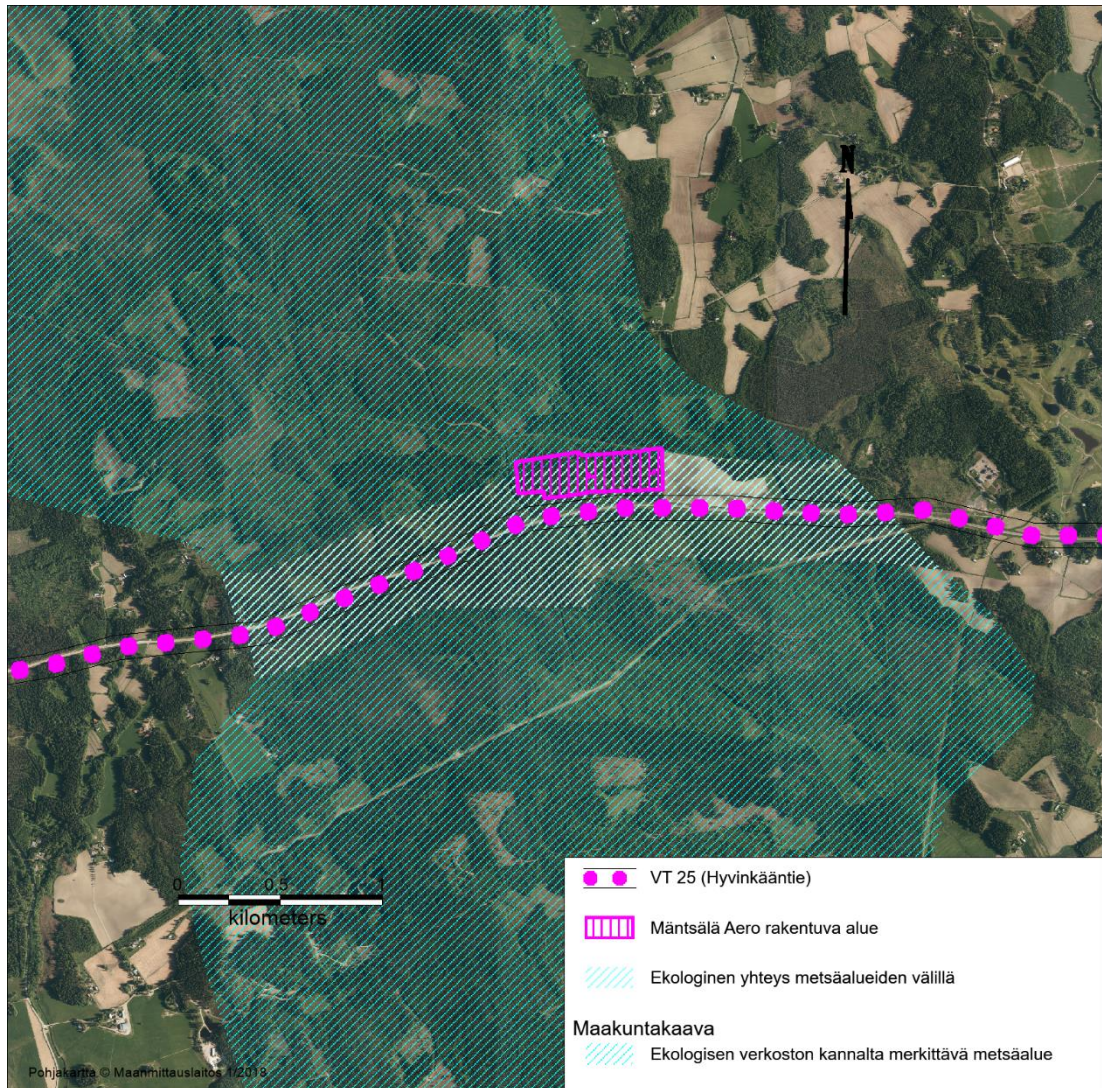 N
0 0.5 1
kilometers
VT 25 (Hyvinkääntie)
Mäntsälä Aero rakentuva alue
Ekologinen yhteys metsäalueiden välillä
Maakuntakaava
Ekologisen verkoston kannalta merkittävä metsäalue
Pohjakartta © Maanmittauslaitos 1/2018